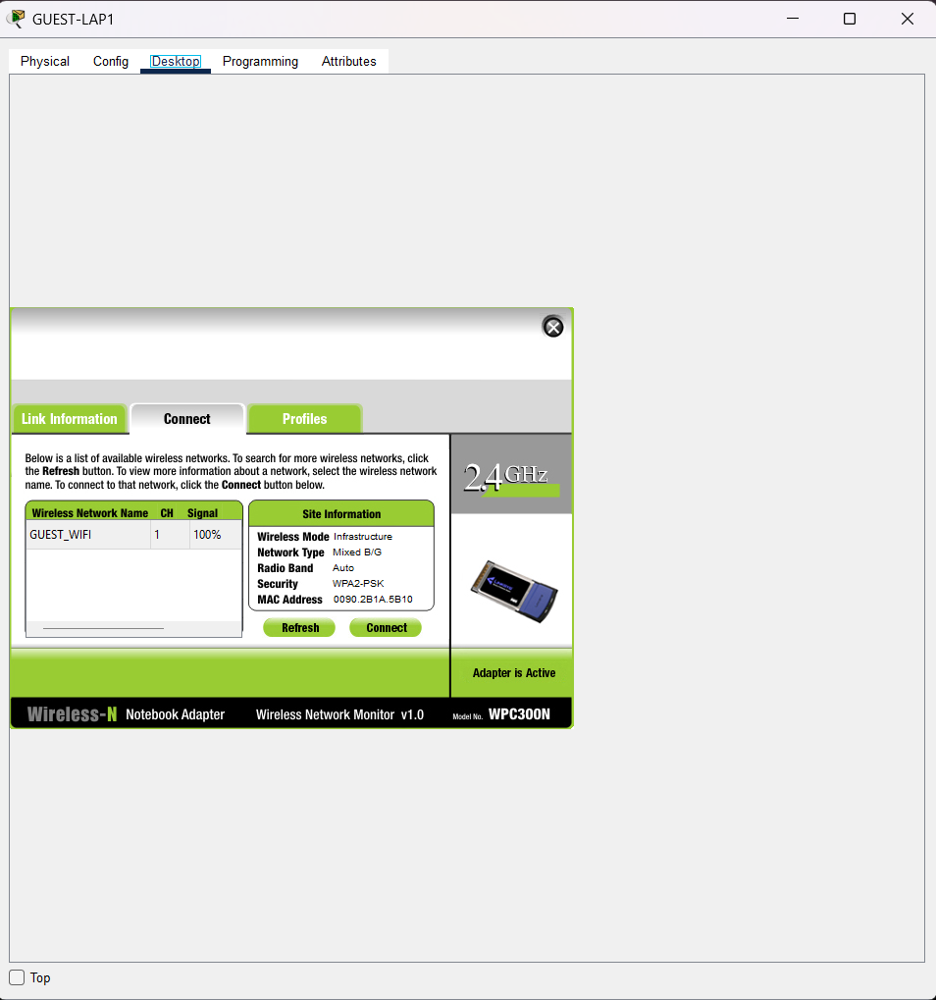 GUEST-LAP1
Physical Config Desktop Programming Attributes
Link Information Connect Profiles
Below is a list of available wireless networks. To search for more wireless networks, click
the Refresh button. To view more information about a network, select the wireless network
name. To connect to that network, click the Connect button below.
2.4GHz
Wireless Network Name CH Signal
GUEST_WIFI 1 100%
Site Information
Wireless Mode Infrastructure
Network Type Mixed B/G
Radio Band Auto
Security WPA2-PSK
MAC Address 0090.2B1A.5B10
Refresh Connect
Adapter is Active
Wireless-N Notebook Adapter Wireless Network Monitor v1.0 Model No. WPC300N
Top